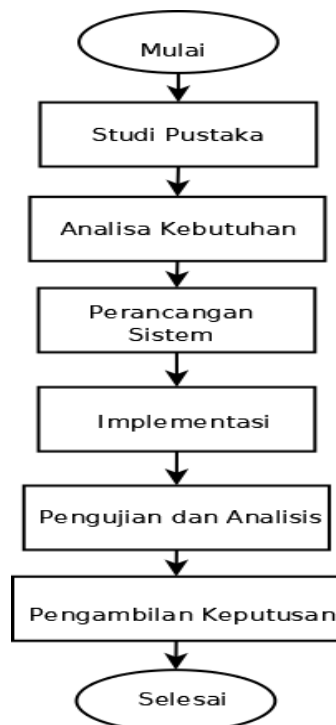 Mulai
Studi Pustaka
Analisa Kebutuhan
Perancangan
Sistem
Implementasi
Pengujian dan Analisis
Pengambilan Keputusan
Selesai